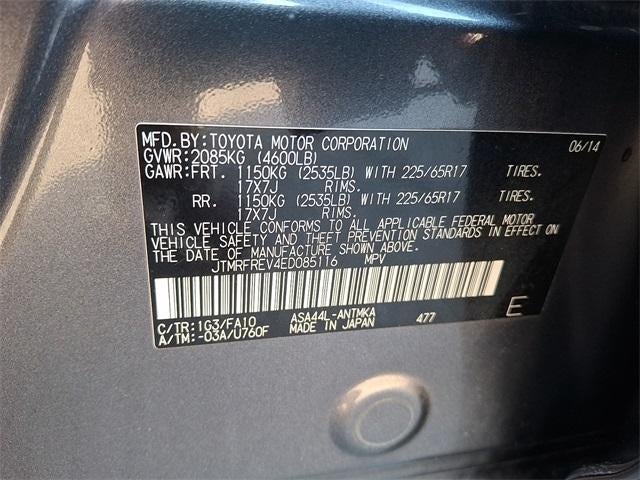 MFD. BY: TOYOTA MOTOR CORPORATION 06/14
GVWR: 2085KG (4600LB)
GAWR: FRT. 1150KG (2535LB) WITH 225/65R17 TIRES.
17X7J RIMS.
RR. 1150KG (2535LB) WITH 225/65R17 TIRES.
17X7J RIMS.
THIS VEHICLE CONFORMS TO ALL APPLICABLE FEDERAL MOTOR
VEHICLE SAFETY AND THEFT PREVENTION STANDARDS IN EFFECT ON
THE DATE OF MANUFACTURE SHOWN ABOVE.
JTMRFREV4ED085116 MPV
C/TR: 1G3/FA10 ASA44L-ANTMKA 477 E
A/TM: -03A/U760F MADE IN JAPAN